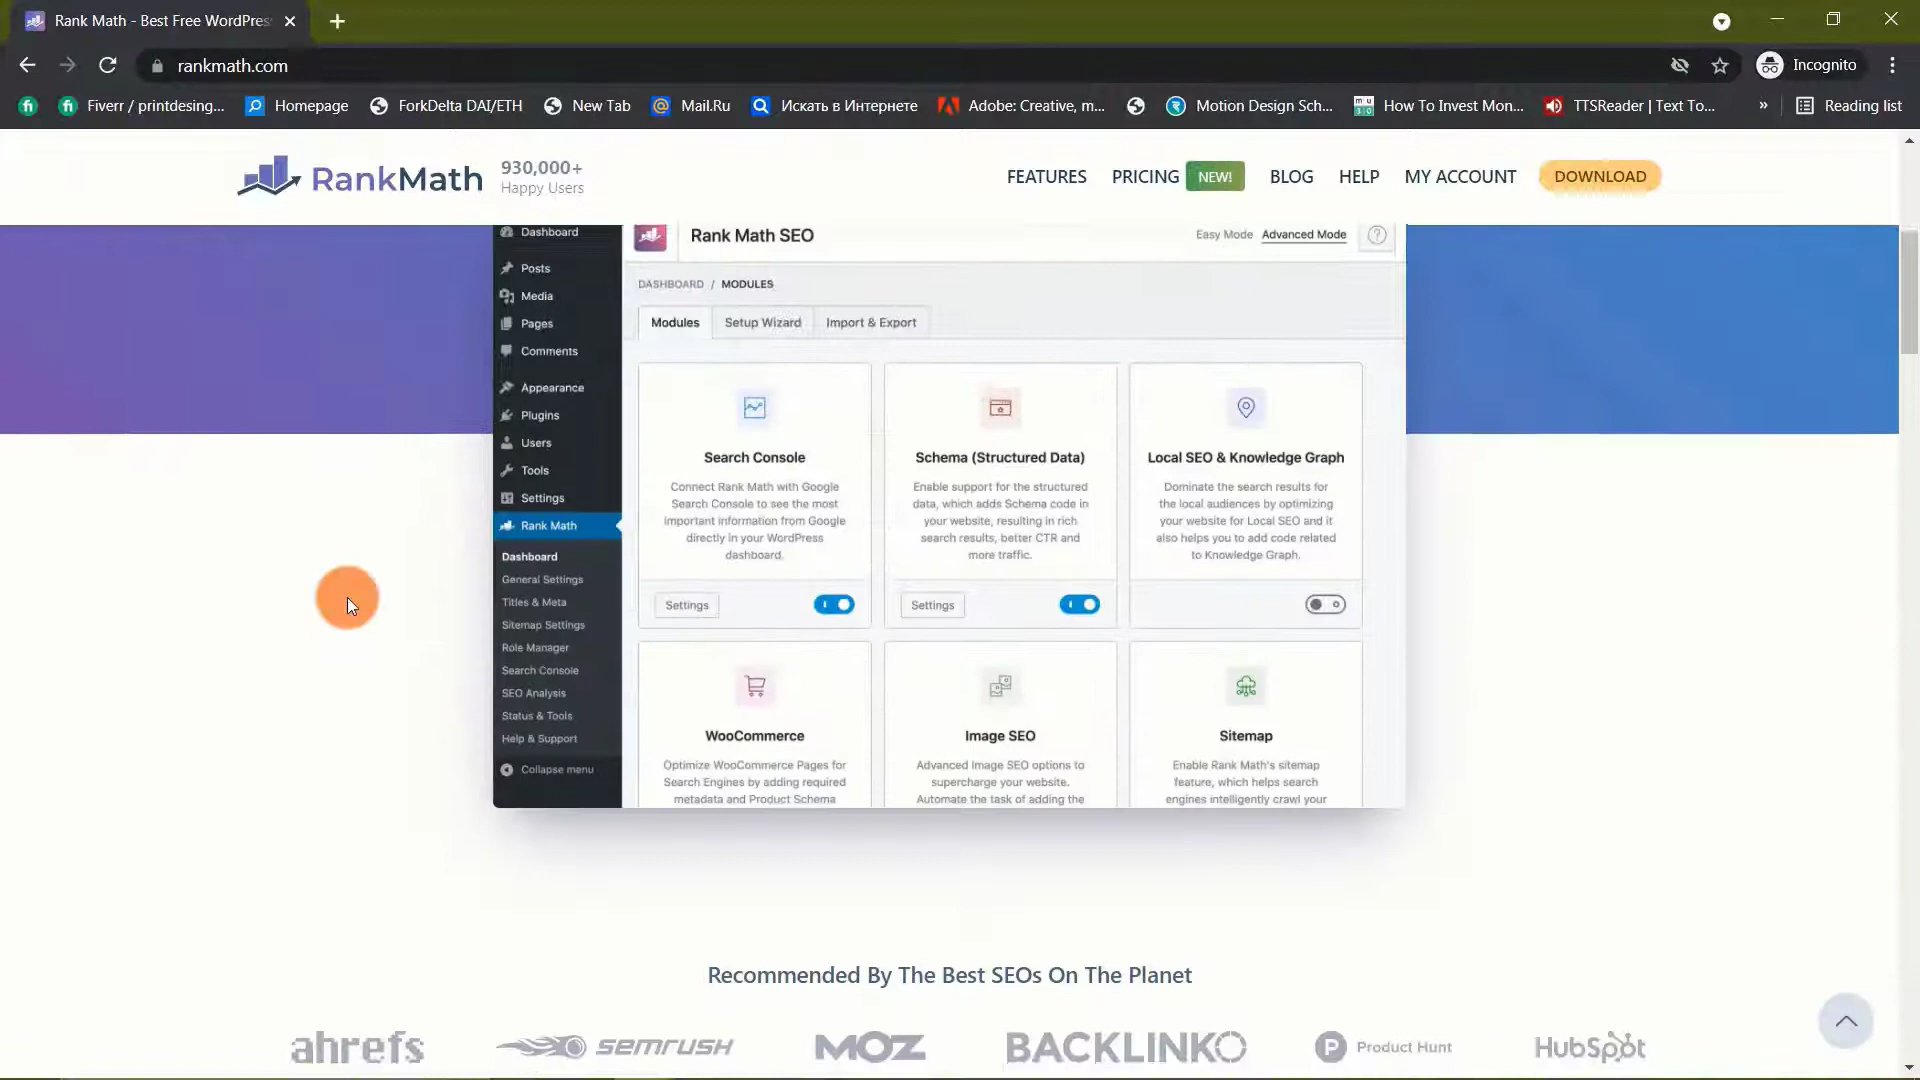 Rank Math - Best Free WordPres
rankmath.com
Incognito
Fiverr / printdesing...
Homepage
ForkDelta DAI/ETH
New Tab
Mail.Ru
Искать в Интернете
Adobe: Creative, m...
Motion Design Sch...
How To Invest Mon...
TTSReader | Text To...
»
Reading list
RankMath
930,000+
Happy Users
FEATURES
PRICING
NEW!
BLOG
HELP
MY ACCOUNT
DOWNLOAD
Dashboard
Posts
Media
Pages
Comments
Appearance
Plugins
Users
Tools
Settings
Rank Math
Dashboard
General Settings
Titles & Meta
Sitemap Settings
Role Manager
Search Console
SEO Analysis
Status & Tools
Help & Support
Collapse menu
Rank Math SEO
Easy Mode
Advanced Mode
?
DASHBOARD / MODULES
Modules
Setup Wizard
Import & Export
Search Console
Connect Rank Math with Google
Search Console to see the most
important information from Google
directly in your WordPress
dashboard.
Settings
Schema (Structured Data)
Enable support for the structured
data, which adds Schema code in
your website, resulting in rich
search results, better CTR and
more traffic.
Settings
Local SEO & Knowledge Graph
Dominate the search results for
the local audiences by optimizing
your website for Local SEO and it
also helps you to add code related
to Knowledge Graph.
WooCommerce
Optimize WooCommerce Pages for
Search Engines by adding required
metadata and Product Schema
Image SEO
Advanced Image SEO options to
supercharge your website.
Automate the task of adding the
Sitemap
Enable Rank Math's sitemap
feature, which helps search
engines intelligently crawl your
Recommended By The Best SEOs On The Planet
ahrefs
semrush
MOZ
BACKLINKO
Product Hunt
HubSpot